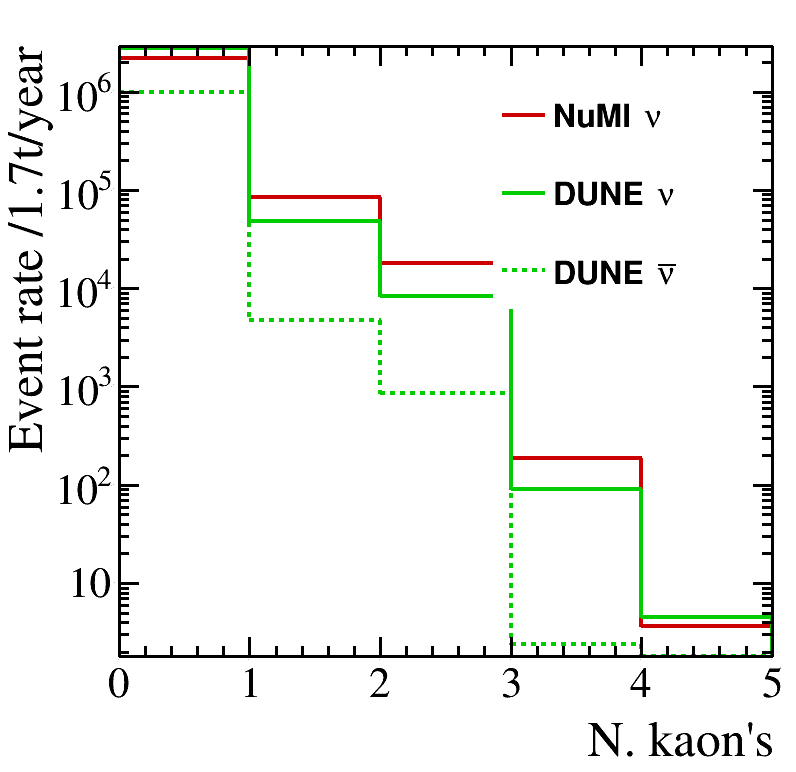 Event rate /1.7t/year
10⁶
10⁵
10⁴
10³
10²
10
NuMI ν
DUNE ν
DUNE ν̅
0 1 2 3 4 5
N. kaon's